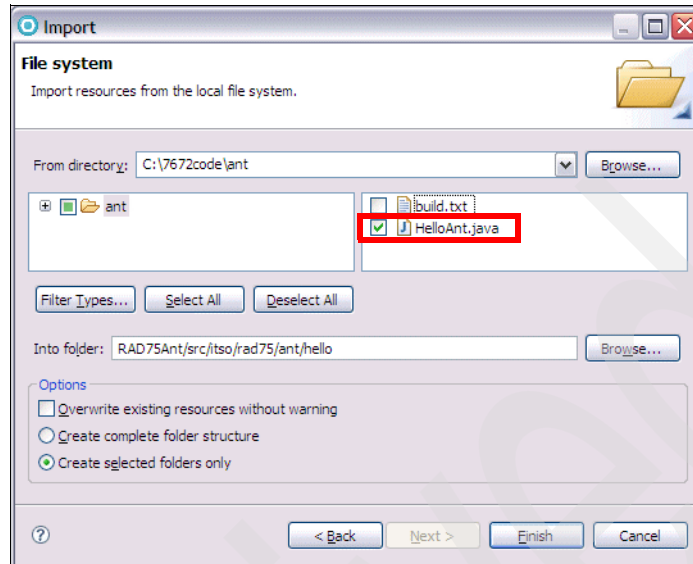 Import
File system
Import resources from the local file system.
From directory: C:\7672code\ant Browse...
ant build.txt
HelloAnt.java
Filter Types... Select All Deselect All
Into folder: RAD75Ant/src/itso/rad75/ant/hello Browse...
Options
Overwrite existing resources without warning
Create complete folder structure
Create selected folders only
? < Back Next > Finish Cancel